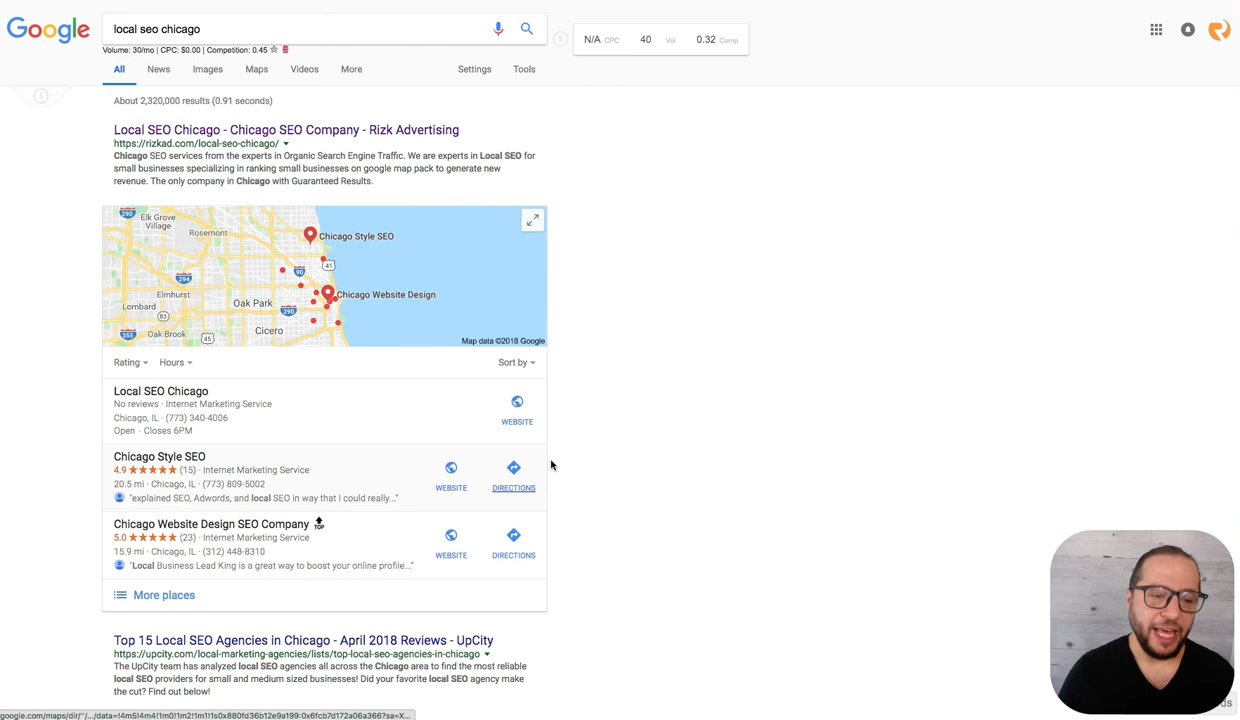 Google
local seo chicago
N/A CPC 40 Vol 0.32 Comp
Volume: 30/mo | CPC: $0.00 | Competition: 0.45
All News Images Maps Videos More Settings Tools
About 2,320,000 results (0.91 seconds)
Local SEO Chicago - Chicago SEO Company - Rizk Advertising
https://rizkad.com/local-seo-chicago/
Chicago SEO services from the experts in Organic Search Engine Traffic. We are experts in Local SEO for
small businesses specializing in ranking small businesses on google map pack to generate new
revenue. The only company in Chicago with Guaranteed Results.
290
Elk Grove
Village
Rosemont
Chicago Style SEO
41
90
294
Elmhurst
Oak Park
Chicago Website Design
Lombard
83
290
Cicero
355
Oak Brook
45
Map data ©2018 Google
Rating Hours Sort by
Local SEO Chicago
No reviews · Internet Marketing Service
Chicago, IL · (773) 340-4006
Open · Closes 6PM
WEBSITE
Chicago Style SEO
4.9 ★★★★★ (15) · Internet Marketing Service
20.5 mi · Chicago, IL · (773) 809-5002
"explained SEO, Adwords, and local SEO in way that I could really..."
WEBSITE DIRECTIONS
Chicago Website Design SEO Company TOP
5.0 ★★★★★ (23) · Internet Marketing Service
15.9 mi · Chicago, IL · (312) 448-8310
"Local Business Lead King is a great way to boost your online profile..."
WEBSITE DIRECTIONS
More places
Top 15 Local SEO Agencies in Chicago - April 2018 Reviews - UpCity
https://upcity.com/local-marketing-agencies/lists/top-local-seo-agencies-in-chicago
The UpCity team has analyzed local SEO agencies all across the Chicago area to find the most reliable
local SEO providers for small and medium sized businesses! Did your favorite local SEO agency make
the cut? Find out below!